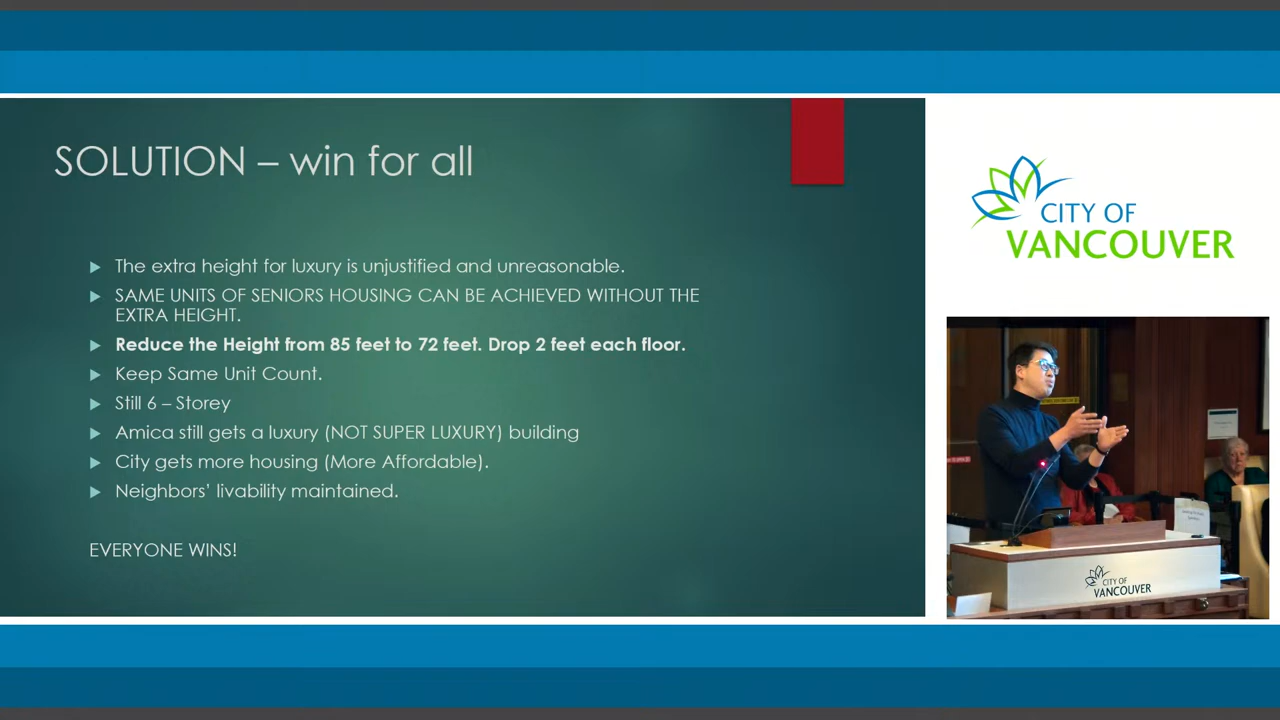 SOLUTION – win for all
The extra height for luxury is unjustified and unreasonable.
SAME UNITS OF SENIORS HOUSING CAN BE ACHIEVED WITHOUT THE
EXTRA HEIGHT.
Reduce the Height from 85 feet to 72 feet. Drop 2 feet each floor.
Keep Same Unit Count.
Still 6 – Storey
Amica still gets a luxury (NOT SUPER LUXURY) building
City gets more housing (More Affordable).
Neighbors' livability maintained.
EVERYONE WINS!
CITY OF
VANCOUVER
CITY OF
VANCOUVER